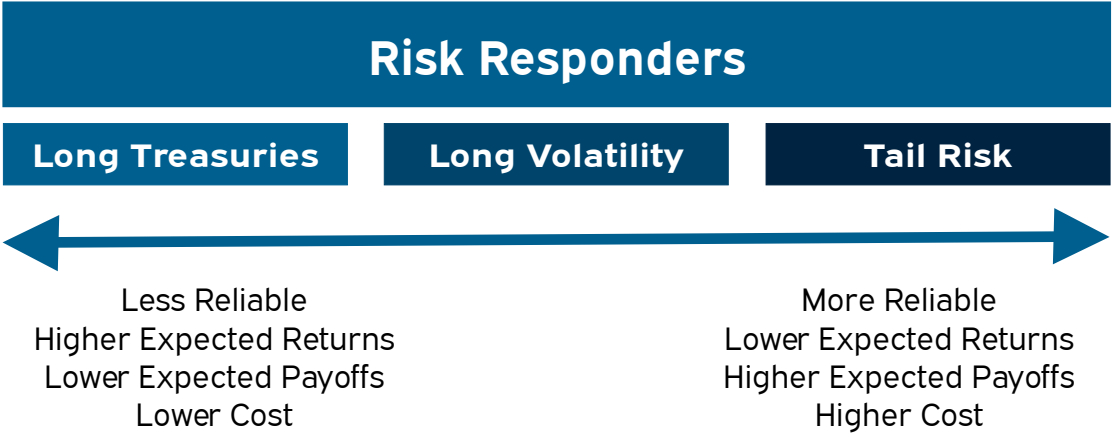 Risk Responders
Long Treasuries
Long Volatility
Tail Risk
Less Reliable
Higher Expected Returns
Lower Expected Payoffs
Lower Cost
More Reliable
Lower Expected Returns
Higher Expected Payoffs
Higher Cost